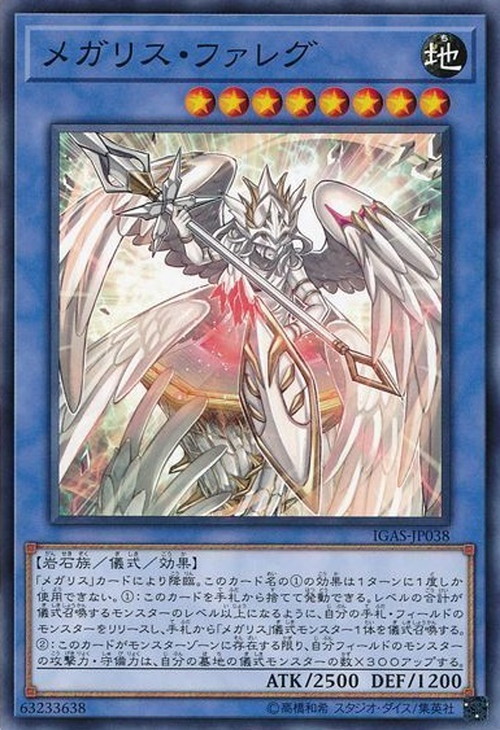 メガリス・ファレグ
地
IGAS-JP038
【岩石族/儀式/効果】
「メガリス」カードにより降臨。このカード名の①の効果は1ターンに1度しか
使用できない。①:このカードを手札から捨てて発動できる。レベルの合計が
儀式召喚するモンスターのレベル以上になるように、自分の手札・フィールドの
モンスターをリリースし、手札から「メガリス」儀式モンスター1体を儀式召喚する。
②:このカードがモンスターゾーンに存在する限り、自分フィールドのモンスター
の攻撃力・守備力は、自分の墓地の儀式モンスターの数×300アップする。
ATK/2500 DEF/1200
63233638 ©高橋和希 スタジオ・ダイス/集英社